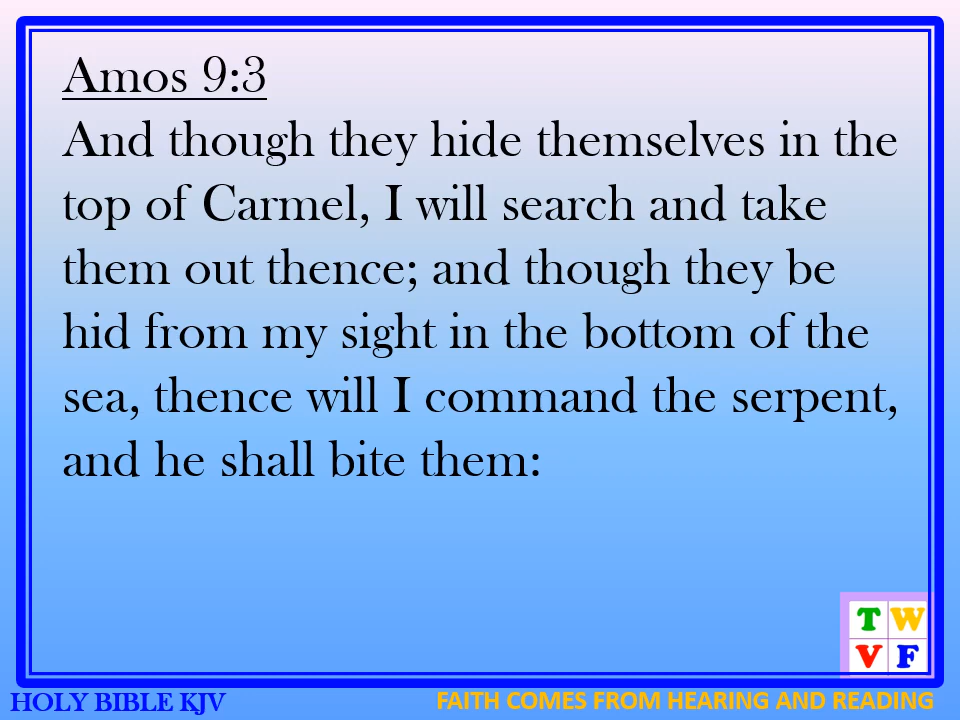 Amos 9:3
And though they hide themselves in the
top of Carmel, I will search and take
them out thence; and though they be
hid from my sight in the bottom of the
sea, thence will I command the serpent,
and he shall bite them:
T W
V F
HOLY BIBLE KJV
FAITH COMES FROM HEARING AND READING